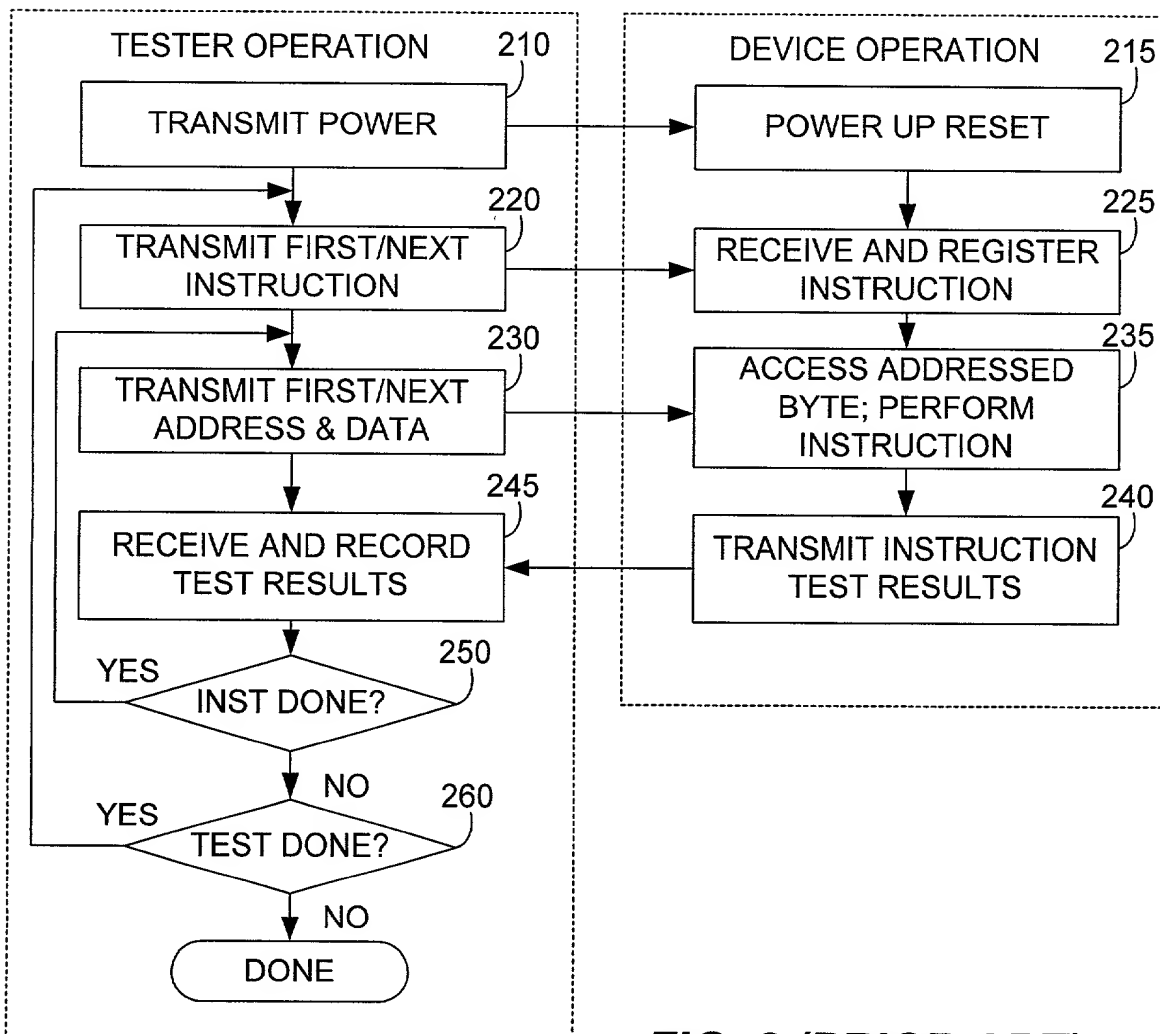 TESTER OPERATION
210
TRANSMIT POWER
220
TRANSMIT FIRST/NEXT
INSTRUCTION
230
TRANSMIT FIRST/NEXT
ADDRESS & DATA
245
RECEIVE AND RECORD
TEST RESULTS
YES
250
INST DONE?
NO
YES
260
TEST DONE?
NO
DONE
DEVICE OPERATION
215
POWER UP RESET
225
RECEIVE AND REGISTER
INSTRUCTION
235
ACCESS ADDRESSED
BYTE; PERFORM
INSTRUCTION
240
TRANSMIT INSTRUCTION
TEST RESULTS